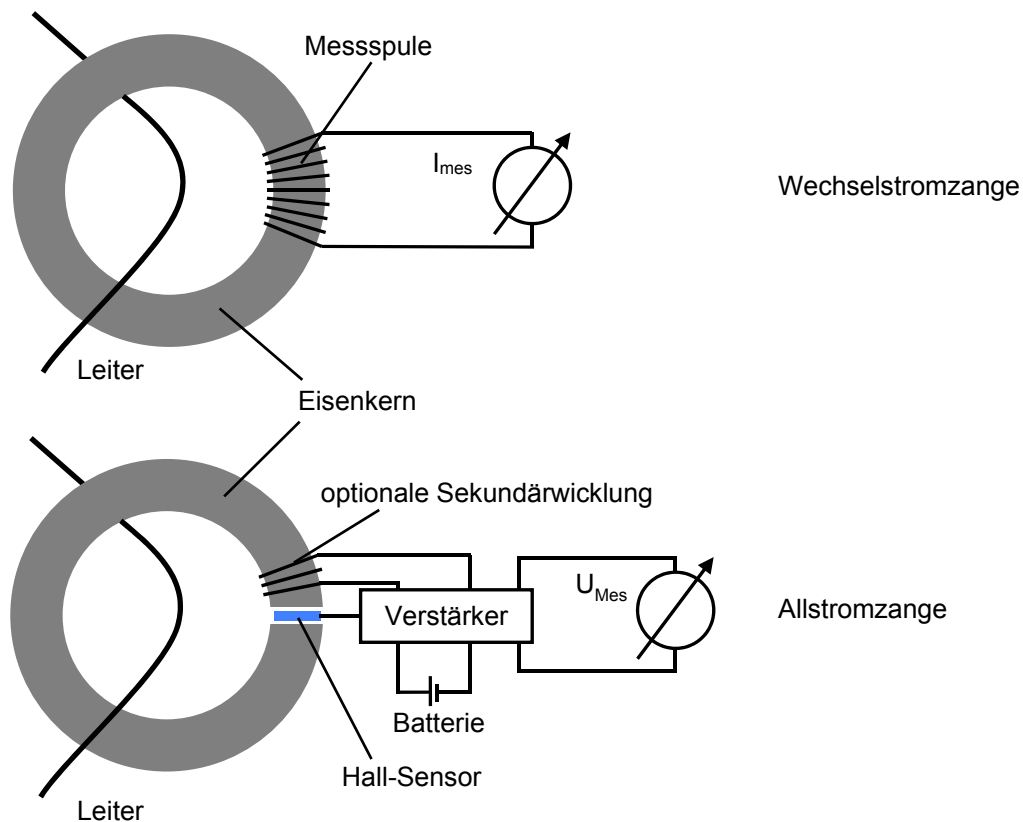 Messspule
Imes
Wechselstromzange
Leiter
Eisenkern
optionale Sekundärwicklung
UMes
Verstärker
Allstromzange
Batterie
Hall-Sensor
Leiter